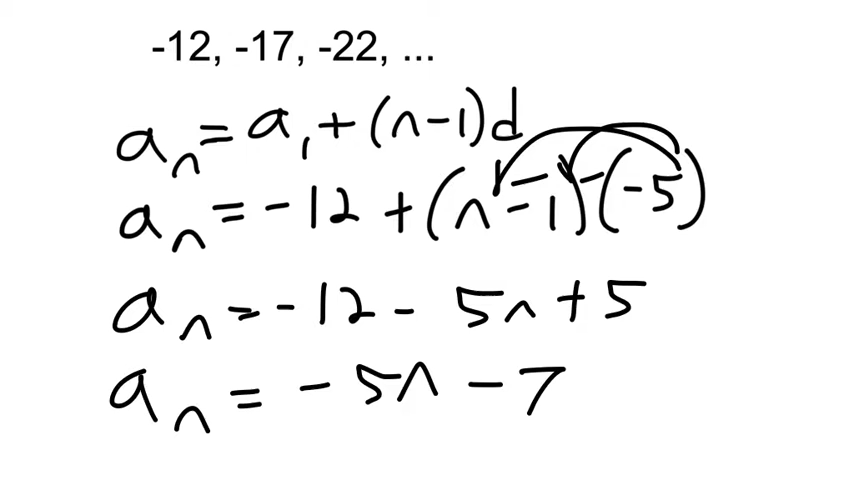 -12, -17, -22, ...
aₙ = a₁ + (n-1)d
aₙ = -12 + (n-1)(-5)
aₙ = -12 - 5n + 5
aₙ = -5n - 7